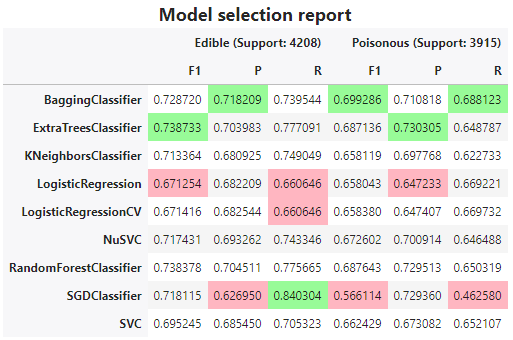 Model selection report
Edible (Support: 4208) Poisonous (Support: 3915)
F1 P R F1 P R
BaggingClassifier 0.728720 0.718209 0.739544 0.699286 0.710818 0.688123
ExtraTreesClassifier 0.738733 0.703983 0.777091 0.687136 0.730305 0.648787
KNeighborsClassifier 0.713364 0.680925 0.749049 0.658119 0.697768 0.622733
LogisticRegression 0.671254 0.682209 0.660646 0.658043 0.647233 0.669221
LogisticRegressionCV 0.671416 0.682544 0.660646 0.658380 0.647407 0.669732
NuSVC 0.717431 0.693262 0.743346 0.672602 0.700914 0.646488
RandomForestClassifier 0.738378 0.704511 0.775665 0.687643 0.729513 0.650319
SGDClassifier 0.718115 0.626950 0.840304 0.566114 0.729360 0.462580
SVC 0.695245 0.685450 0.705323 0.662429 0.673082 0.652107